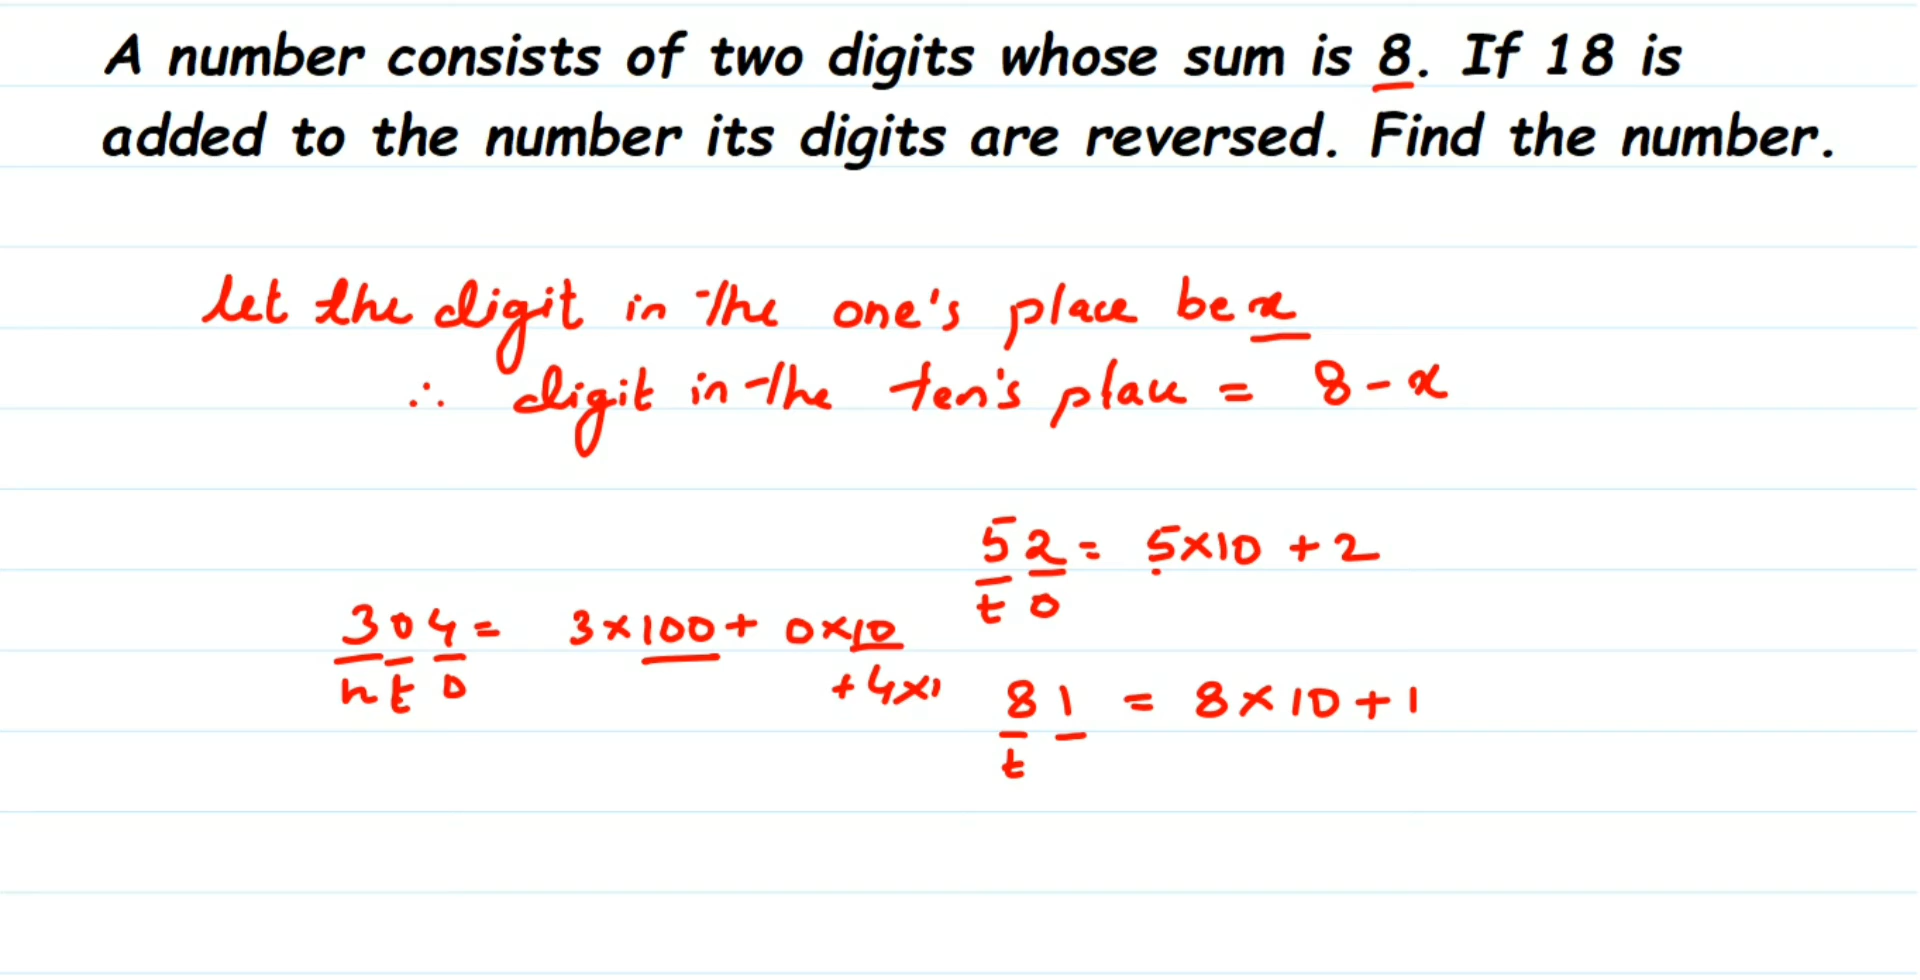 A number consists of two digits whose sum is 8. If 18 is
added to the number its digits are reversed. Find the number.
let the digit in the one's place be x
∴ digit in the ten's place = 8 - x
52 = 5×10 + 2
t o
304 = 3×100 + 0×10
+4×1
h t o
81 = 8×10+1
t